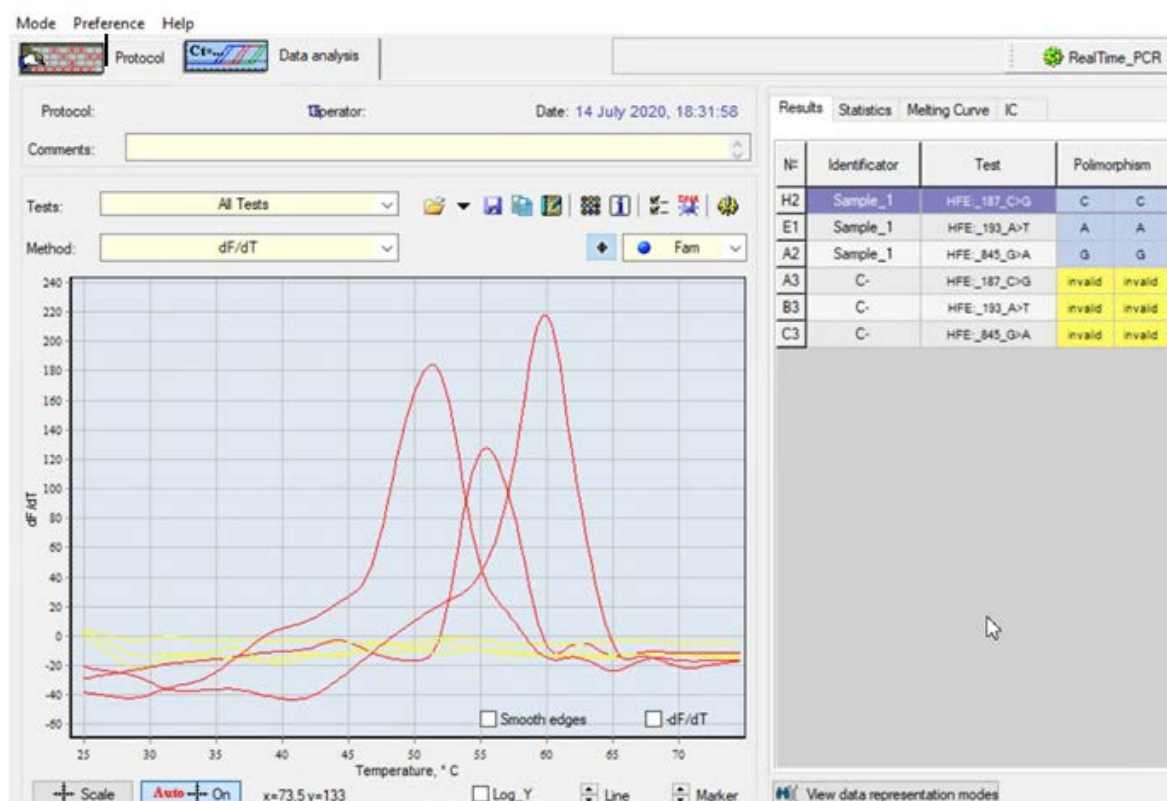 Mode Preference Help
Protocol Ct=... Data analysis RealTime_PCR
Protocol: Date: 14 July 2020, 18:31:58
Comments:
Tests: All Tests
Method: dF/dT Fam
240
220
200
180
160
140
120
100
80
60
40
20
0
-20
-40
-60
dF/dT
Smooth edges -dF/dT
25 30 35 40 45 50 55 60 65 70
Temperature, °C
Scale Auto On x=73.5 y=133 Log_Y Line Marker
Results Statistics Melting Curve IC
№ Identificator Test Polimorphism
H2 Sample_1 HFE:_187_C>G C C
E1 Sample_1 HFE:_193_A>T A A
A2 Sample_1 HFE:_845_G>A G G
A3 C- HFE:_187_C>G invalid invalid
B3 C- HFE:_193_A>T invalid invalid
C3 C- HFE:_845_G>A invalid invalid
View data representation modes